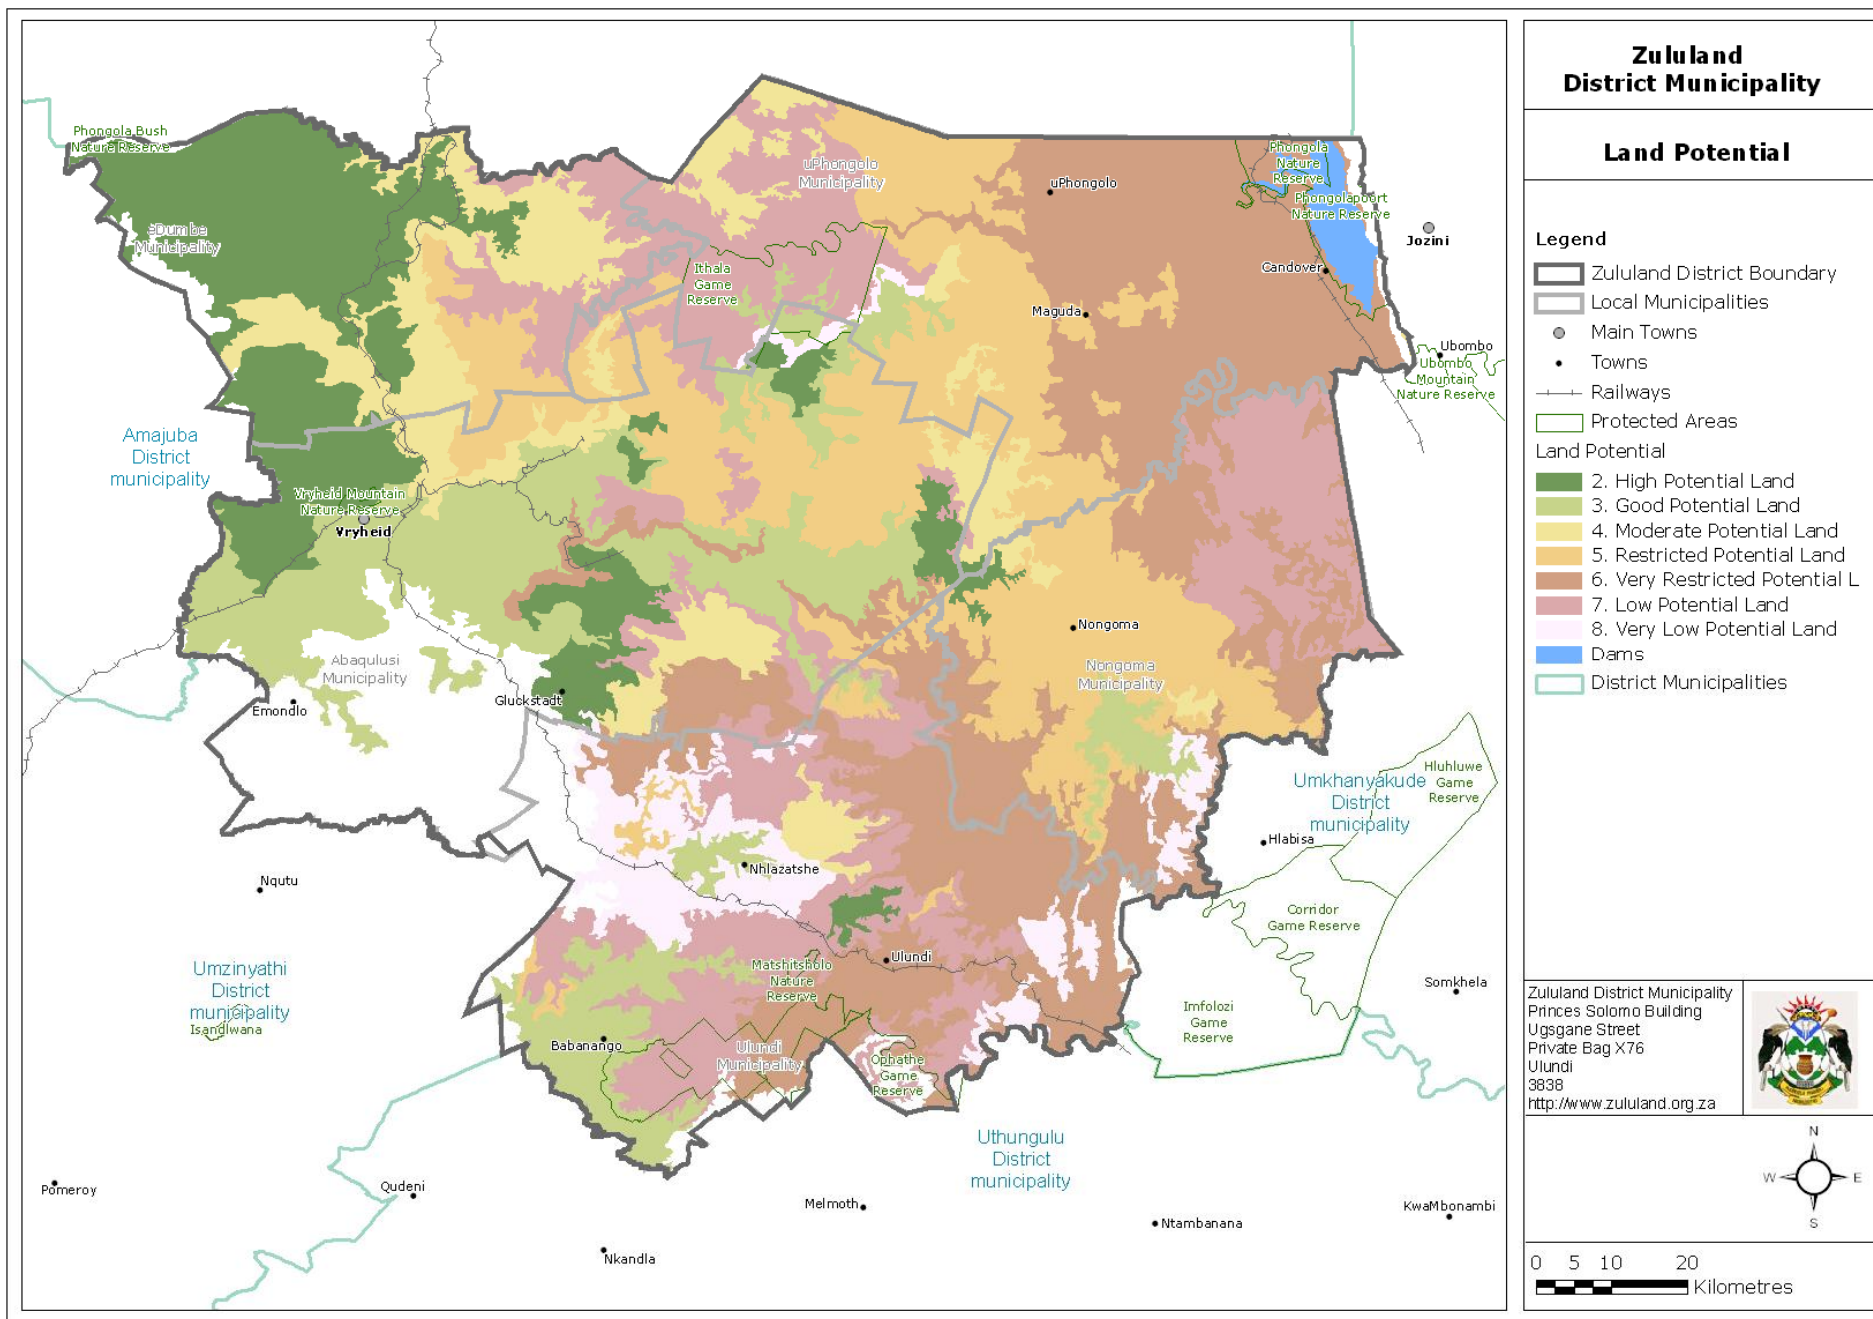 Zululand
District Municipality
Land Potential
Legend
Zululand District Boundary
Local Municipalities
Main Towns
Towns
Railways
Protected Areas
Land Potential
2. High Potential Land
3. Good Potential Land
4. Moderate Potential Land
5. Restricted Potential Land
6. Very Restricted Potential L
7. Low Potential Land
8. Very Low Potential Land
Dams
District Municipalities
Zululand District Municipality
Princes Solomo Building
Ugsgane Street
Private Bag X76
Ulundi
3838
http://www.zululand.org.za
N
W
E
S
0 5 10 20
Kilometres
Phongola Bush
Nature Reserve
eDumbe
Municipality
uPhongolo
Municipality
uPhongolo
Phongola
Nature
Reserve
Phongolapoort
Nature Reserve
Jozini
Candover
Ithala
Game
Reserve
Maguda
Ubombo
Ubombo
Mountain
Nature Reserve
Amajuba
District
municipality
Vryheid Mountain
Nature Reserve
Vryheid
Nongoma
Abaqulusi
Municipality
Nongoma
Municipality
Emondlo
Gluckstadt
Umkhanyakude
District
municipality
Hluhluwe
Game
Reserve
Hlabisa
Nhlazatshe
Nqutu
Corridor
Game Reserve
Umzinyathi
District
municipality
Isandlwana
Matshitsholo
Nature
Reserve
Ulundi
Somkhela
Imfolozi
Game
Reserve
Babanango
Ulundi
Municipality
Ophathe
Game
Reserve
Uthungulu
District
municipality
Pomeroy
Qudeni
Melmoth
Ntambanana
KwaMbonambi
Nkandla